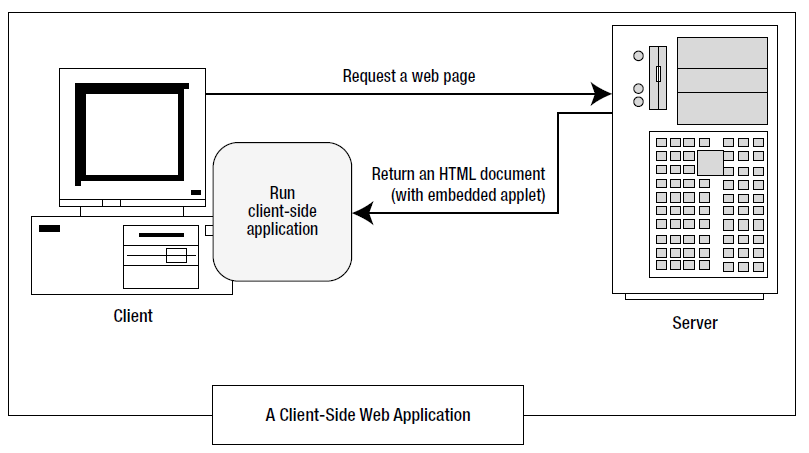 Request a web page
Return an HTML document
(with embedded applet)
Run
client-side
application
Client
Server
A Client-Side Web Application